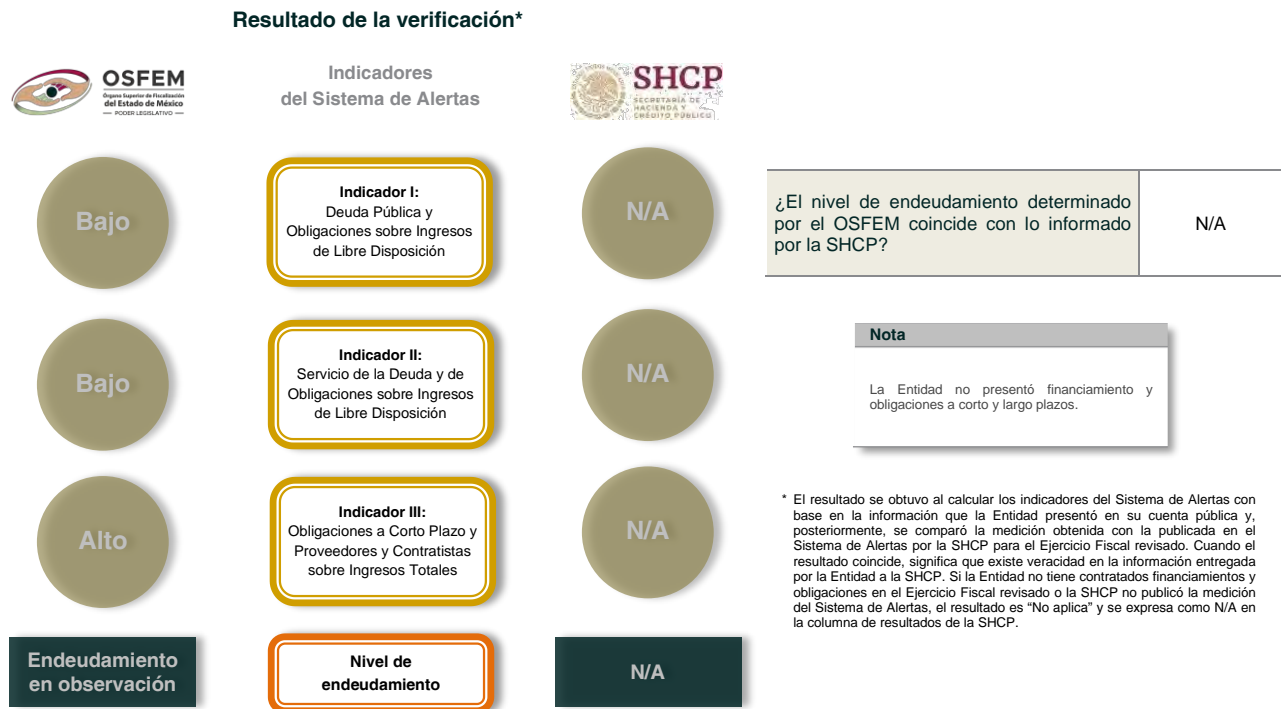 Resultado de la verificación*
OSFEM
Órgano Superior de Fiscalización
del Estado de México
PODER LEGISLATIVO
Indicadores
del Sistema de Alertas
SHCP
SECRETARÍA DE
HACIENDA Y
CRÉDITO PÚBLICO
Bajo
Indicador I:
Deuda Pública y
Obligaciones sobre Ingresos
de Libre Disposición
N/A
¿El nivel de endeudamiento determinado
por el OSFEM coincide con lo informado
por la SHCP?
N/A
Bajo
Indicador II:
Servicio de la Deuda y de
Obligaciones sobre Ingresos
de Libre Disposición
N/A
Nota
La Entidad no presentó financiamiento y
obligaciones a corto y largo plazos.
Alto
Indicador III:
Obligaciones a Corto Plazo y
Proveedores y Contratistas
sobre Ingresos Totales
N/A
* El resultado se obtuvo al calcular los indicadores del Sistema de Alertas con
base en la información que la Entidad presentó en su cuenta pública y,
posteriormente, se comparó la medición obtenida con la publicada en el
Sistema de Alertas por la SHCP para el Ejercicio Fiscal revisado. Cuando el
resultado coincide, significa que existe veracidad en la información entregada
por la Entidad a la SHCP. Si la Entidad no tiene contratados financiamientos y
obligaciones en el Ejercicio Fiscal revisado o la SHCP no publicó la medición
del Sistema de Alertas, el resultado es “No aplica” y se expresa como N/A en
la columna de resultados de la SHCP.
Endeudamiento
en observación
Nivel de
endeudamiento
N/A